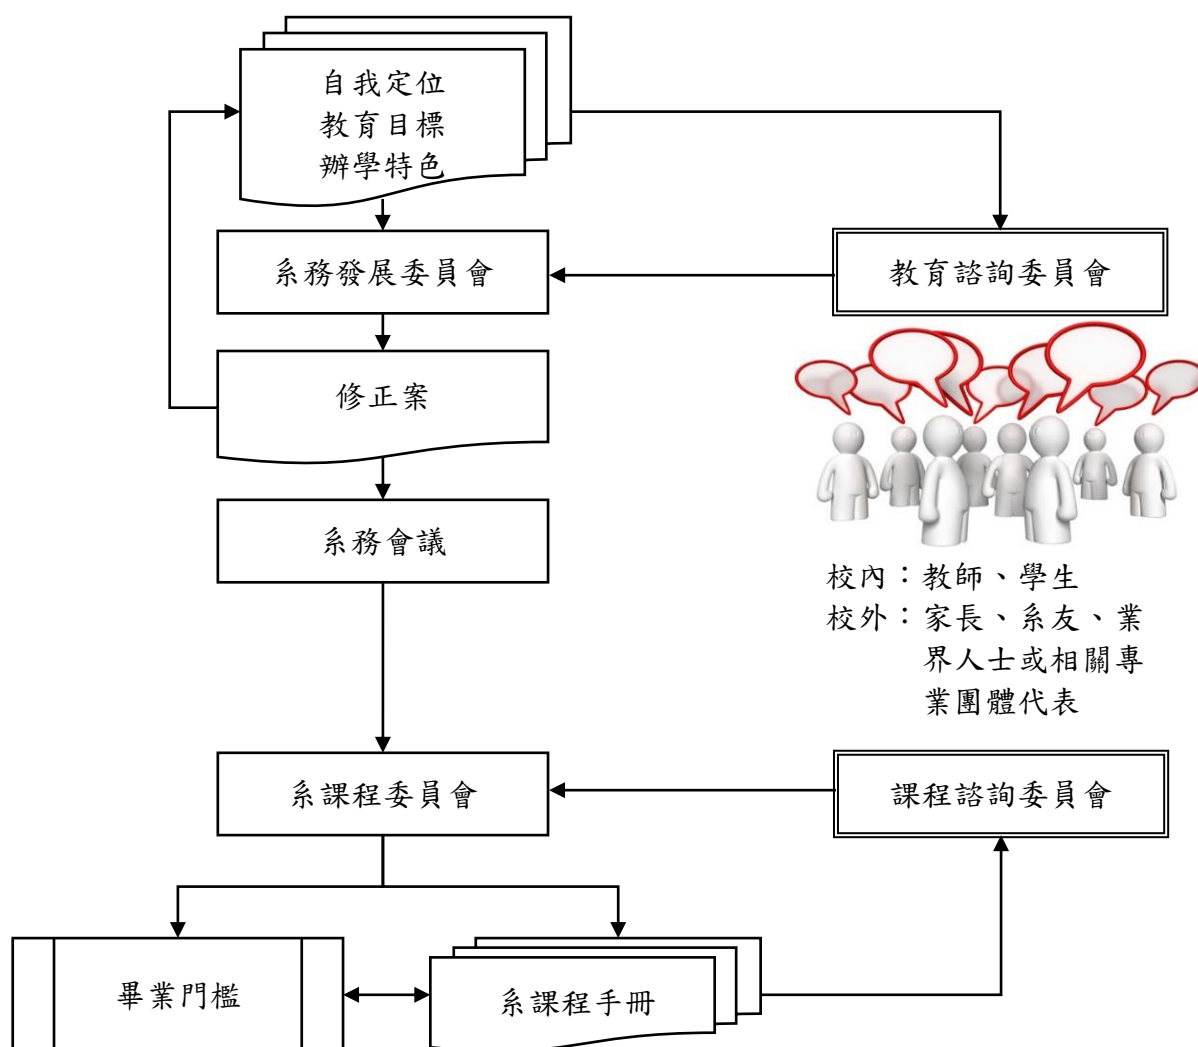 自我定位
教育目標
辦學特色
系務發展委員會
教育諮詢委員會
修正案
系務會議
校內：教師、學生
校外：家長、系友、業
界人士或相關專
業團體代表
系課程委員會
課程諮詢委員會
畢業門檻
系課程手冊